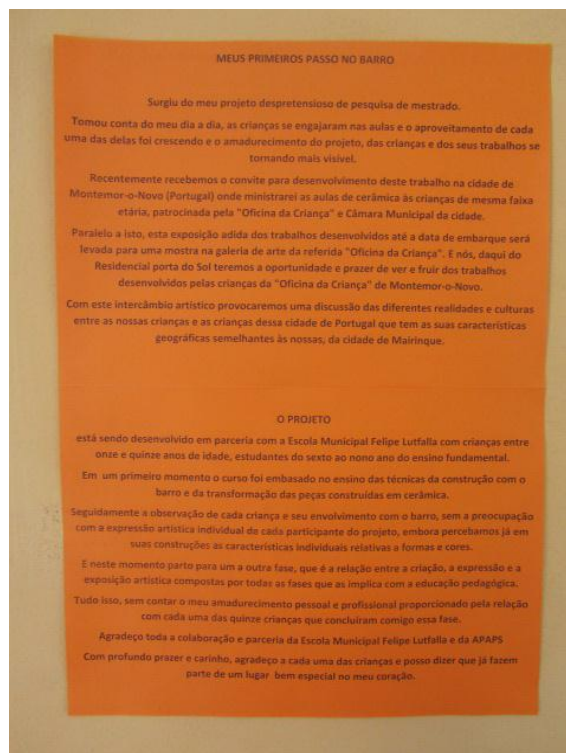 MEUS PRIMEIROS PASSO NO BARRO
Surgiu do meu projeto despretensioso de pesquisa de mestrado.
Tomou conta do meu dia a dia, as crianças se engajaram nas aulas e o aproveitamento de cada
uma das delas foi crescendo e o amadurecimento do projeto, das crianças e dos seus trabalhos se
tornando mais visível.
Recentemente recebemos o convite para desenvolvimento deste trabalho na cidade de
Montemor-o-Novo (Portugal) onde ministrarei as aulas de cerâmica às crianças de mesma faixa
etária, patrocinada pela "Oficina da Criança" e Câmara Municipal da cidade.
Paralelo a isto, esta exposição adida dos trabalhos desenvolvidos até a data de embarque será
levada para uma mostra na galeria de arte da referida "Oficina da Criança". E nós, daqui do
Residencial porta do Sol teremos a oportunidade e prazer de ver e fruir dos trabalhos
desenvolvidos pelas crianças da "Oficina da Criança" de Montemor-o-Novo.
Com este intercâmbio artístico provocaremos uma discussão das diferentes realidades e culturas
entre as nossas crianças e as crianças dessa cidade de Portugal que tem as suas características
geográficas semelhantes às nossas, da cidade de Mairinque.
O PROJETO
está sendo desenvolvido em parceria com a Escola Municipal Felipe Lutfalla com crianças entre
onze e quinze anos de idade, estudantes do sexto ao nono ano do ensino fundamental.
Em um primeiro momento o curso foi embasado no ensino das técnicas da construção com o
barro e da transformação das peças construídas em cerâmica.
Seguidamente a observação de cada criança e seu envolvimento com o barro, sem a preocupação
com a expressão artística individual de cada participante do projeto, embora percebamos já em
suas construções as características individuais relativas a formas e cores.
E neste momento parto para um a outra fase, que é a relação entre a criação, a expressão e a
exposição artística compostas por todas as fases que as implica com a educação pedagógica.
Tudo isso, sem contar o meu amadurecimento pessoal e profissional proporcionado pela relação
com cada uma das quinze crianças que concluíram comigo essa fase.
Agradeço toda a colaboração e parceria da Escola Municipal Felipe Lutfalla e da APAPS
Com profundo prazer e carinho, agradeço a cada uma das crianças e posso dizer que já fazem
parte de um lugar bem especial no meu coração.